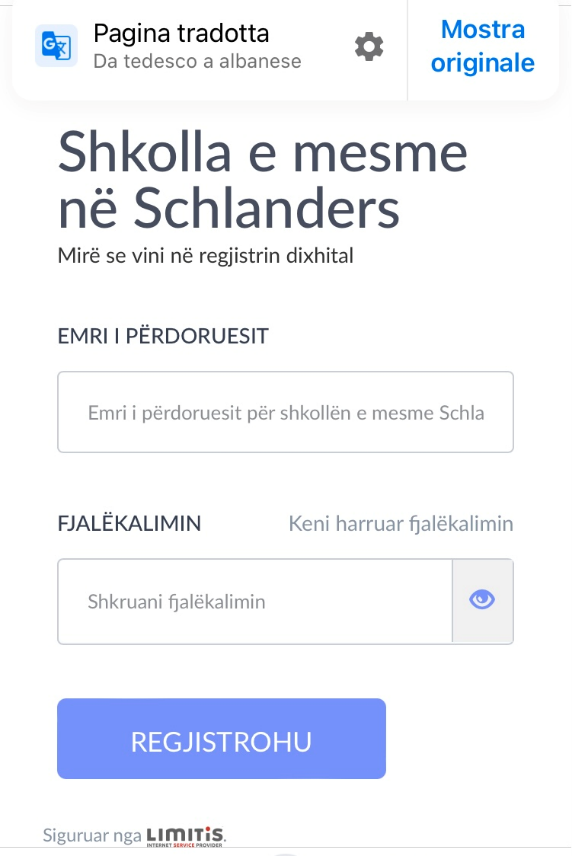 Pagina tradotta
Da tedesco a albanese
Mostra
originale
Shkolla e mesme
në Schlanders
Mirë se vini në regjistrin dixhital
EMRI I PËRDORUESIT
Emri i përdoruesit për shkollën e mesme Schla
FJALËKALIMIN
Keni harruar fjalëkalimin
Shkruani fjalëkalimin
REGJISTROHU
Siguruar nga LIMITIS.
INTERNET SERVICE PROVIDER